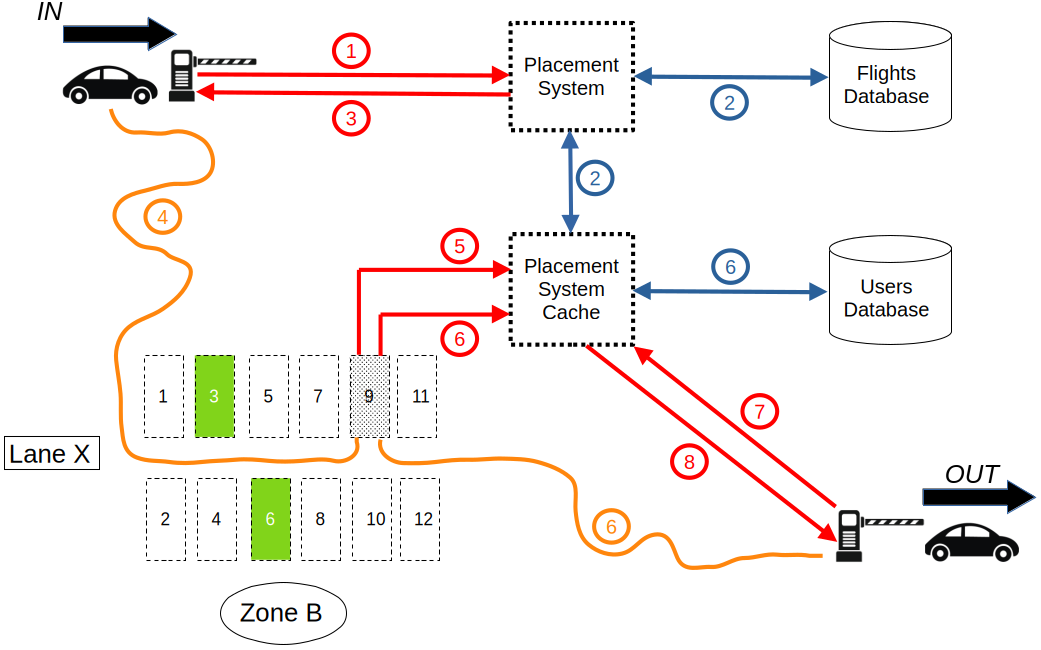 IN
1
3
Placement
System
2
Flights
Database
2
4
5
6
Placement
System
Cache
6
Users
Database
1
3
5
7
9
11
7
8
Lane X
OUT
2
4
6
8
10
12
6
Zone B